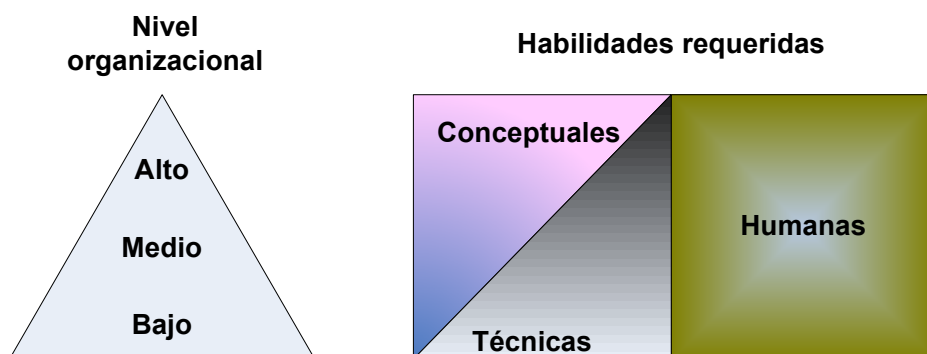 Nivel
organizacional
Habilidades requeridas
Alto
Medio
Bajo
Conceptuales
Humanas
Técnicas